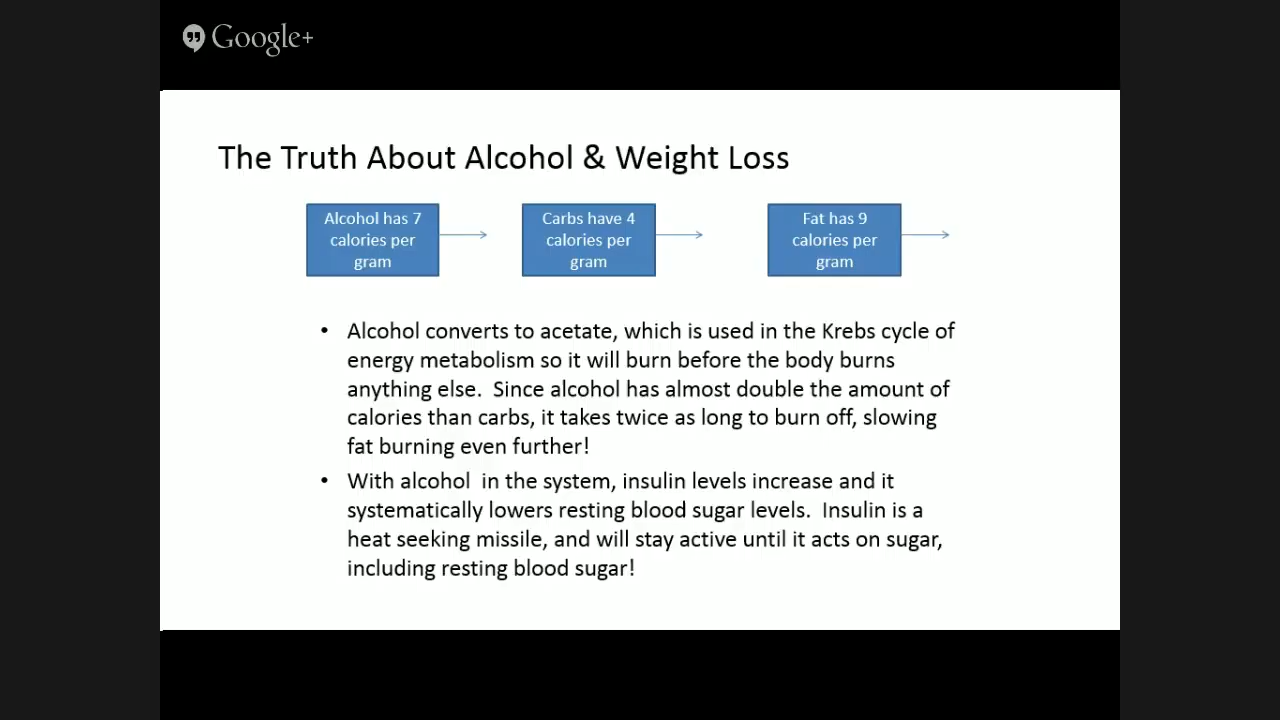 Google+
The Truth About Alcohol & Weight Loss
Alcohol has 7
calories per
gram
Carbs have 4
calories per
gram
Fat has 9
calories per
gram
• Alcohol converts to acetate, which is used in the Krebs cycle of
energy metabolism so it will burn before the body burns
anything else.  Since alcohol has almost double the amount of
calories than carbs, it takes twice as long to burn off, slowing
fat burning even further!
• With alcohol  in the system, insulin levels increase and it
systematically lowers resting blood sugar levels.  Insulin is a
heat seeking missile, and will stay active until it acts on sugar,
including resting blood sugar!